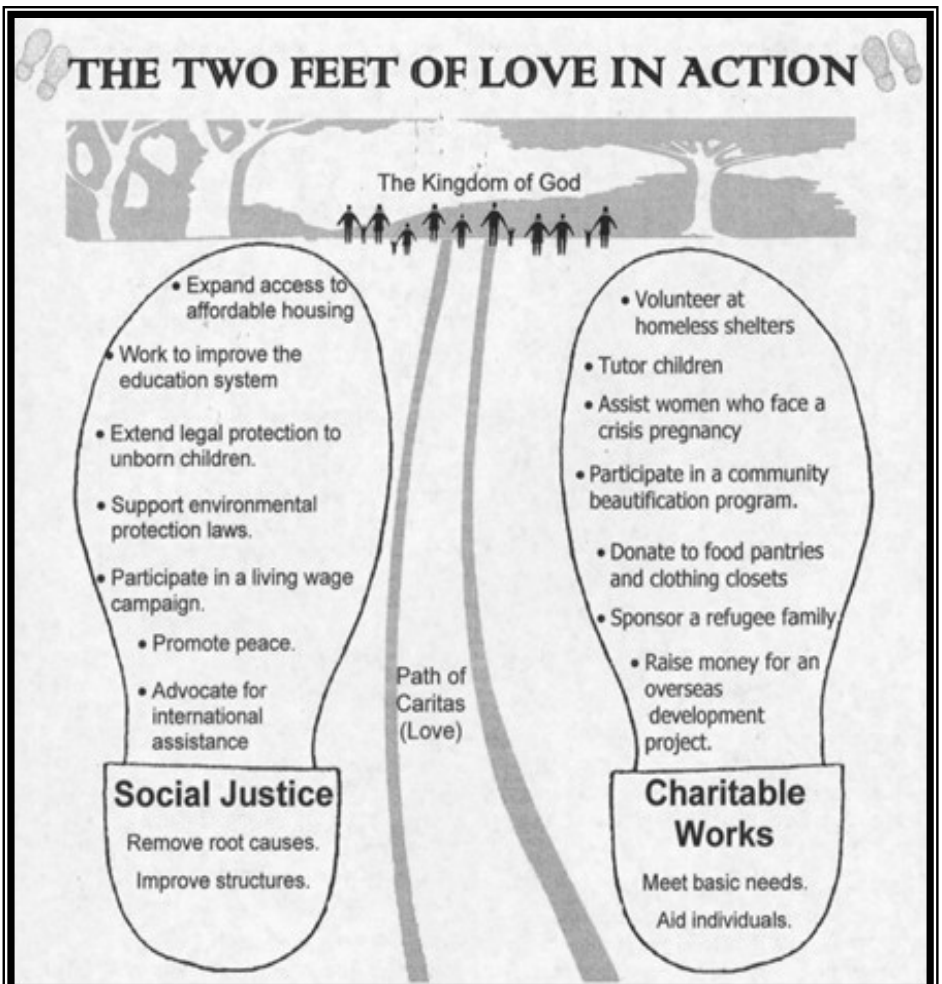 THE TWO FEET OF LOVE IN ACTION
The Kingdom of God
• Expand access to
affordable housing
• Work to improve the
education system
• Extend legal protection to
unborn children.
• Support environmental
protection laws.
• Participate in a living wage
campaign.
• Promote peace.
• Advocate for
international
assistance
Social Justice
Remove root causes.
Improve structures.
Path of
Caritas
(Love)
• Volunteer at
homeless shelters
• Tutor children
• Assist women who face a
crisis pregnancy
• Participate in a community
beautification program.
• Donate to food pantries
and clothing closets
• Sponsor a refugee family
• Raise money for an
overseas
development
project.
Charitable
Works
Meet basic needs.
Aid individuals.